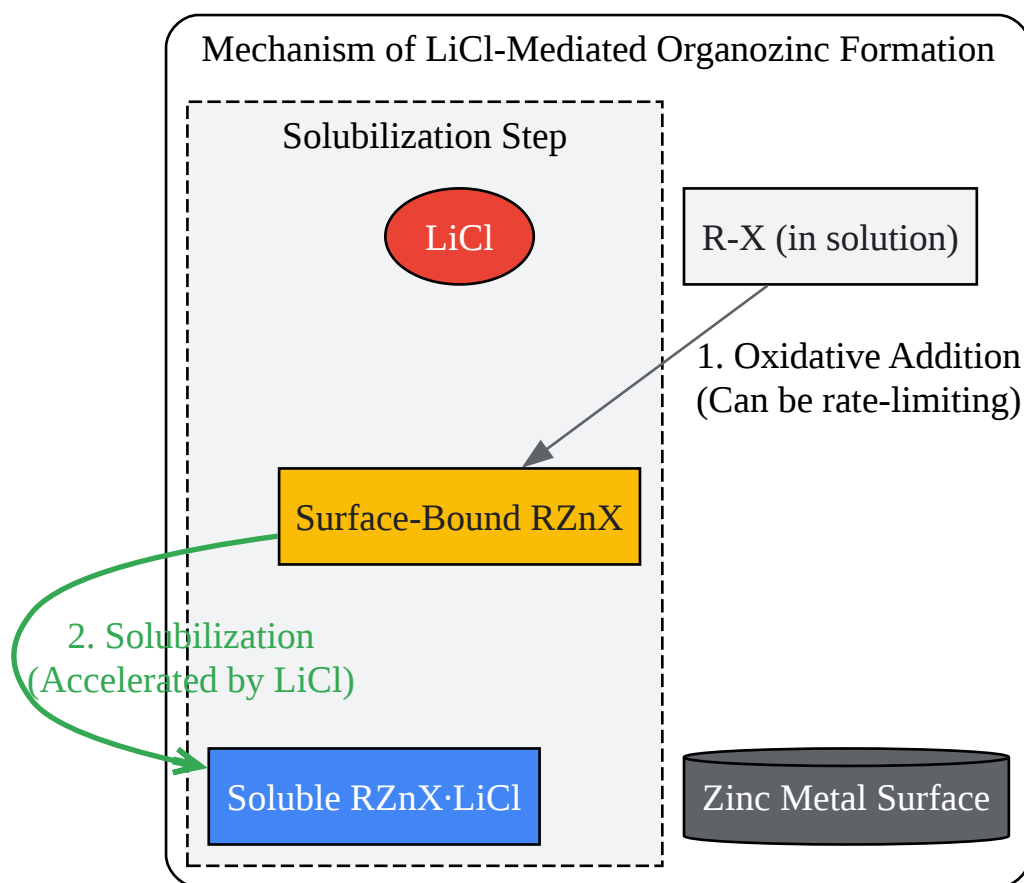 Mechanism of LiCl-Mediated Organozinc Formation
Solubilization Step
LiCl
R-X (in solution)
1. Oxidative Addition
(Can be rate-limiting)
Surface-Bound RZnX
2. Solubilization
(Accelerated by LiCl)
Soluble RZnX·LiCl
Zinc Metal Surface